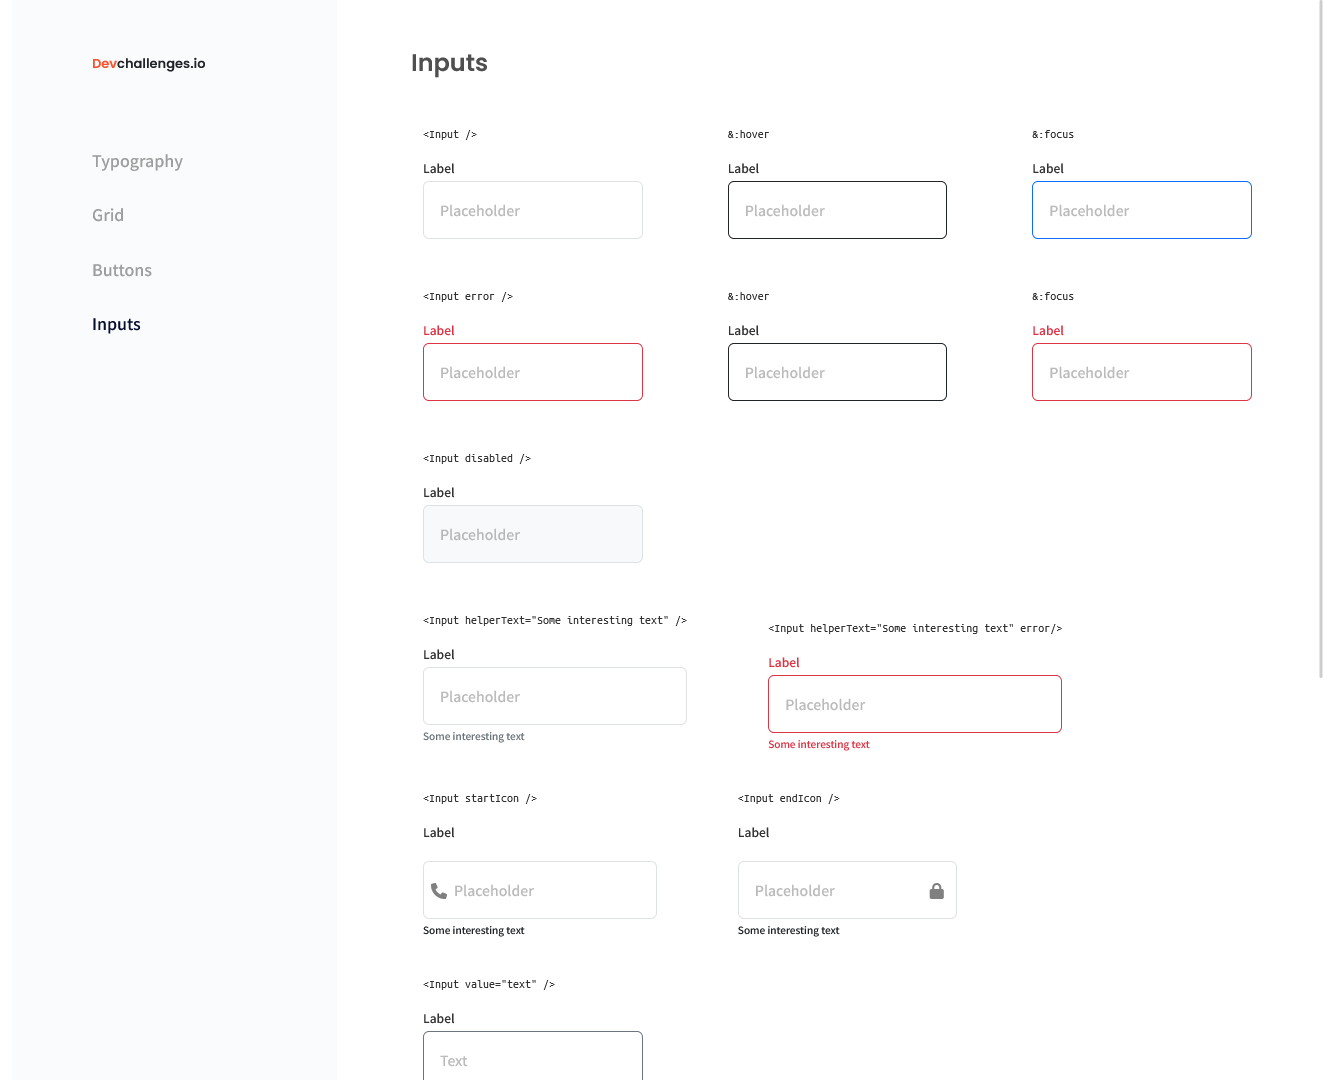 Devchallenges.io
Typography
Grid
Buttons
Inputs
Inputs
<Input />
&:hover
&:focus
Label
Label
Label
Placeholder
Placeholder
Placeholder
<Input error />
&:hover
&:focus
Label
Label
Label
Placeholder
Placeholder
Placeholder
<Input disabled />
Label
Placeholder
<Input helperText="Some interesting text" />
Label
Placeholder
Some interesting text
<Input helperText="Some interesting text" error/>
Label
Placeholder
Some interesting text
<Input startIcon />
Label
Placeholder
Some interesting text
<Input endIcon />
Label
Placeholder
Some interesting text
<Input value="text" />
Label
Text